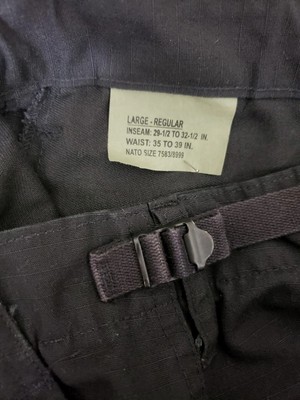 LARGE - REGULAR
INSEAM: 29-1/2 TO 32-1/2 IN.
WAIST: 35 TO 39 IN.
NATO SIZE 7583/8999